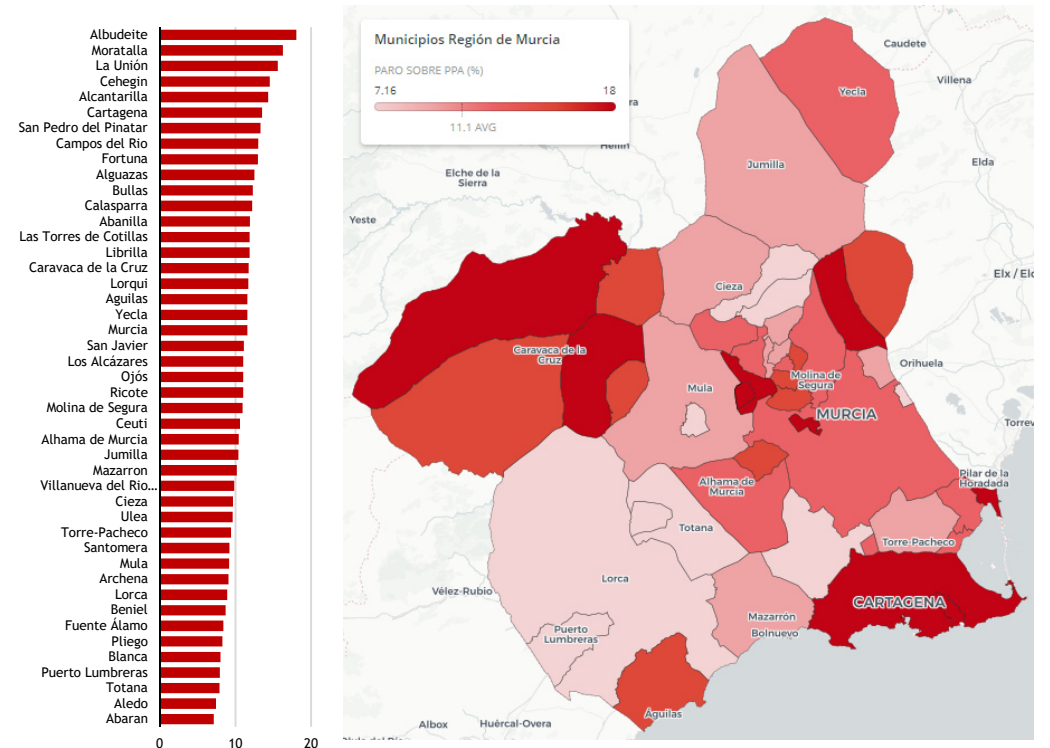 Albudeite
Moratalla
La Unión
Cehegin
Alcantarilla
Cartagena
San Pedro del Pinatar
Campos del Rio
Fortuna
Alguazas
Bullas
Calasparra
Abanilla
Las Torres de Cotillas
Librilla
Caravaca de la Cruz
Lorqui
Aguilas
Yecla
Murcia
San Javier
Los Alcázares
Ojós
Ricote
Molina de Segura
Ceuti
Alhama de Murcia
Jumilla
Mazarron
Villanueva del Rio...
Cieza
Ulea
Torre-Pacheco
Santomera
Mula
Archena
Lorca
Beniel
Fuente Álamo
Pliego
Blanca
Puerto Lumbreras
Totana
Aledo
Abaran
0 10 20
Municipios Región de Murcia
PARO SOBRE PPA (%)
7.16 18
11.1 AVG
Caudete
Villena
Yecla
Hellín
Elche de la
Sierra
Jumilla
Elda
Yeste
Cieza
Caravaca de la
Cruz
Orihuela
Mula
Molina de
Segura
MURCIA
Alhama de
Murcia
Pilar de la
Horadada
Totana
Torre-Pacheco
Lorca
Vélez-Rubio
CARTAGENA
Mazarrón
Bolnuevo
Puerto
Lumbreras
Águilas
Albox
Huércal-Overa